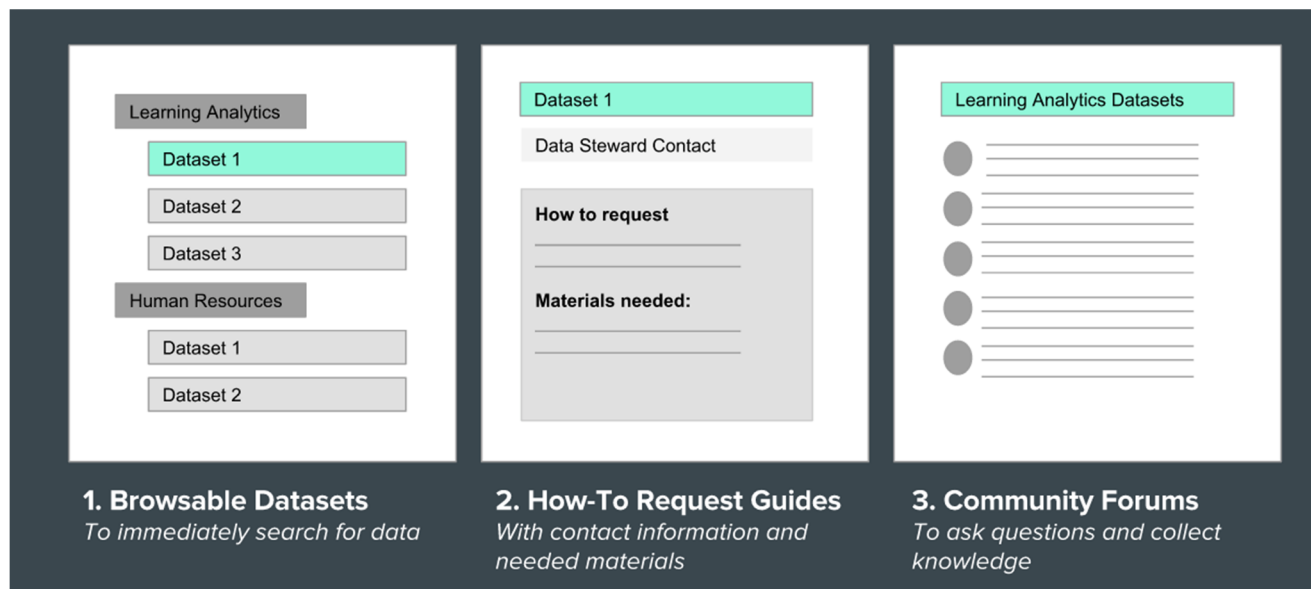 Learning Analytics
Dataset 1
Dataset 2
Dataset 3
Human Resources
Dataset 1
Dataset 2
1. Browsable Datasets
To immediately search for data
Dataset 1
Data Steward Contact
How to request
Materials needed:
2. How-To Request Guides
With contact information and
needed materials
Learning Analytics Datasets
3. Community Forums
To ask questions and collect
knowledge